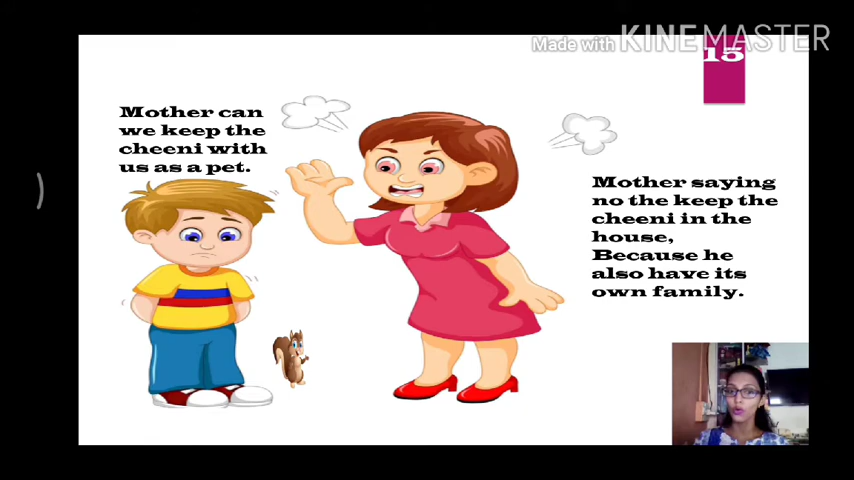 Made with KINEMASTER
15
Mother can
we keep the
cheeni with
us as a pet.
Mother saying
no the keep the
cheeni in the
house,
Because he
also have its
own family.